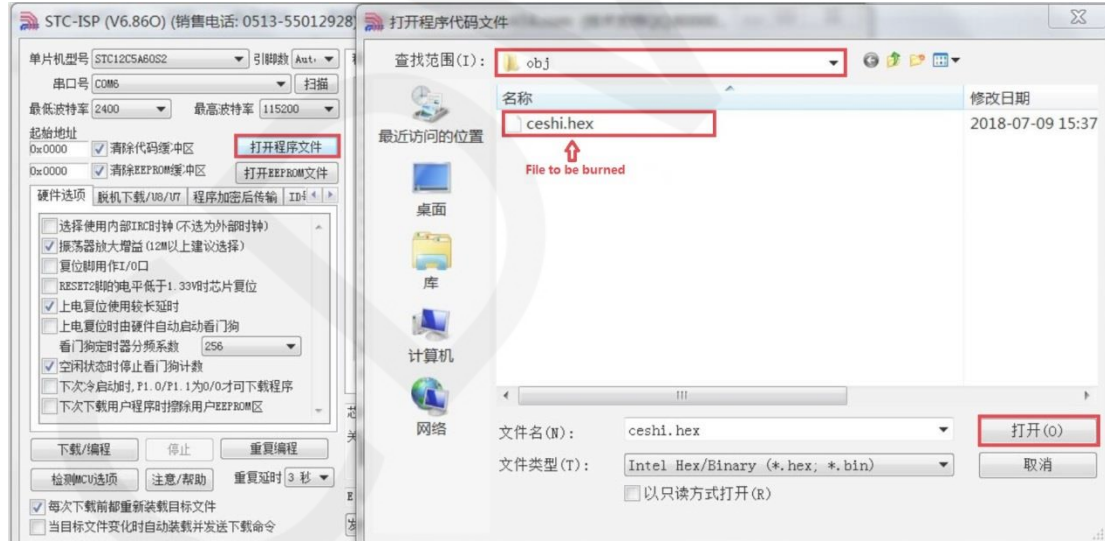 STC-ISP (V6.86O) (销售电话: 0513-55012928)
单片机型号 STC12C5A60S2 引脚数 Aut
串口号 COM6 扫描
最低波特率 2400 最高波特率 115200
起始地址
0x0000 清除代码缓冲区 打开程序文件
0x0000 清除EEPROM缓冲区 打开EEPROM文件
硬件选项 脱机下载/U8/U7 程序加密后传输
选择使用内部IRC时钟(不选为外部时钟)
振荡器放大增益(12M以上建议选择)
复位脚用作I/O口
RESET2脚的电平低于1.33V时芯片复位
上电复位使用较长延时
上电复位时由硬件自动启动看门狗
看门狗定时器分频系数 256
空闲状态时停止看门狗计数
下次冷启动时,P1.0/P1.1为0/0才可下载程序
下次下载用户程序时擦除用户EEPROM区
下载/编程 停止 重复编程
检测MCU选项 注意/帮助 重复延时 3 秒
每次下载前都重新装载目标文件
当目标文件变化时自动装载并发送下载命令
打开程序代码文件
查找范围(I): obj
最近访问的位置
桌面
库
计算机
网络
名称 修改日期
ceshi.hex 2018-07-09 15:37
File to be burned
文件名(N): ceshi.hex 打开(O)
文件类型(T): Intel Hex/Binary (*.hex; *.bin) 取消
以只读方式打开(R)